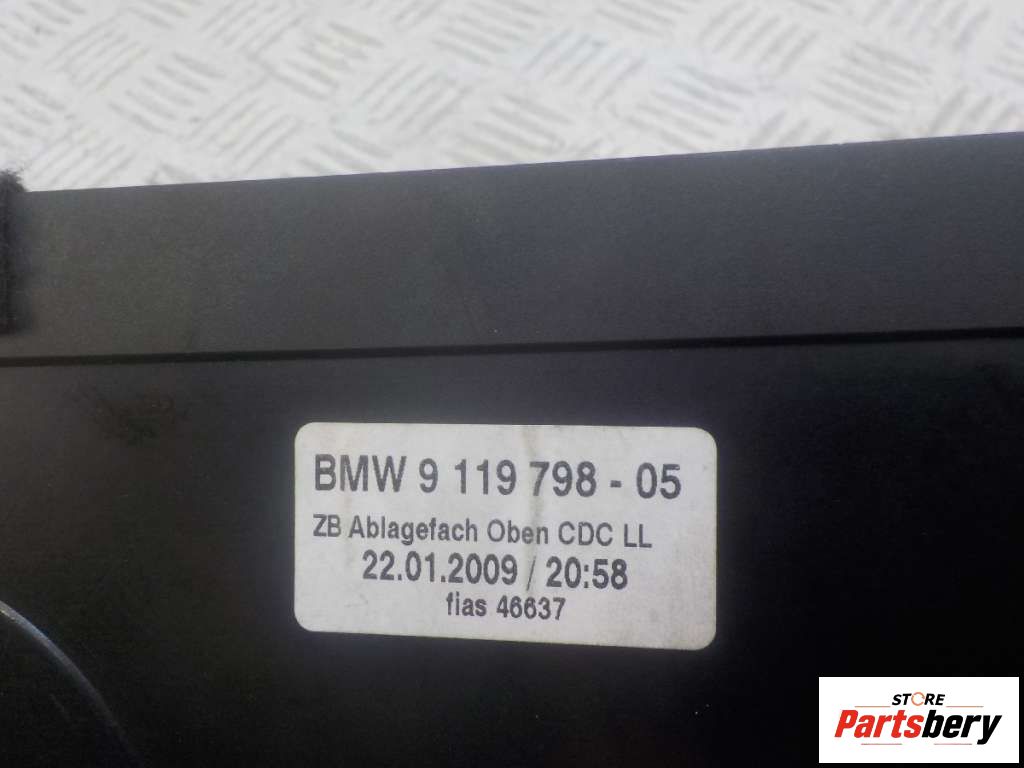 BMW 9 119 798 - 05
ZB Ablagefach Oben CDC LL
22.01.2009 / 20:58
fias 46637
STORE
Partsbery